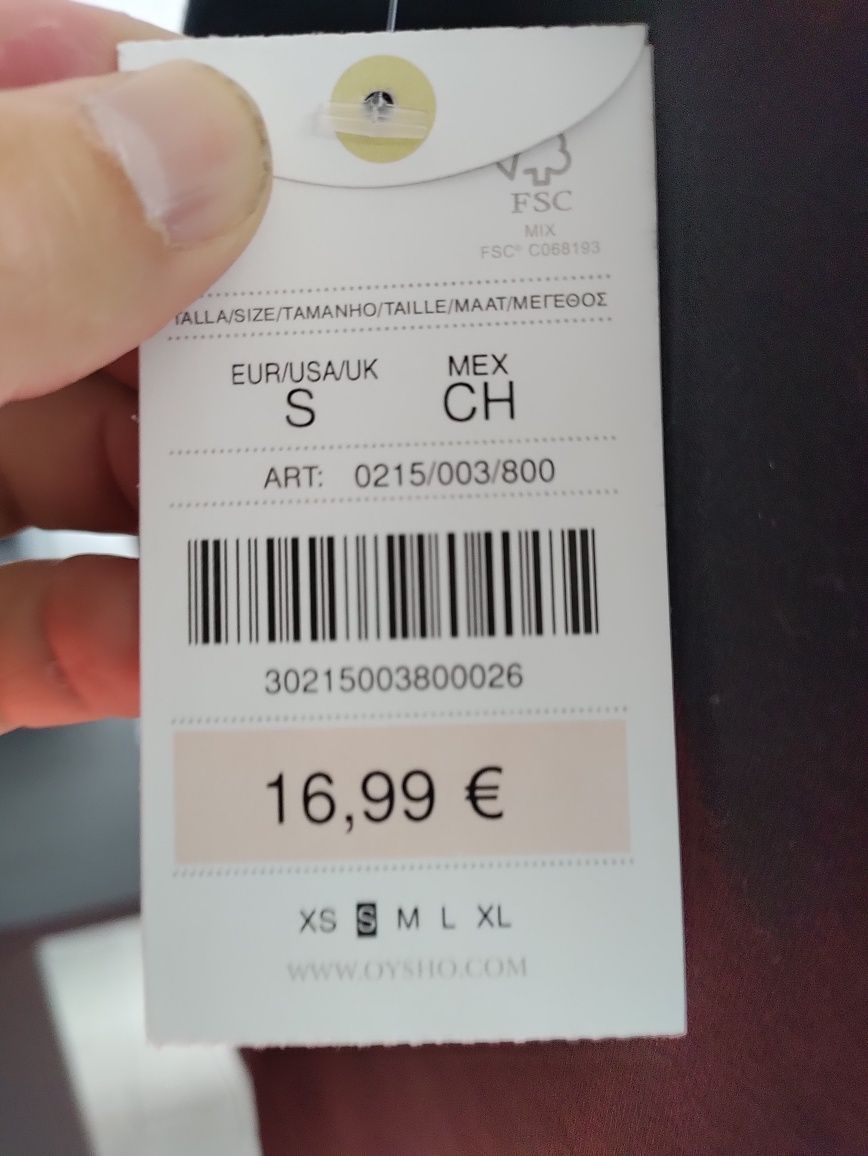 FSC
MIX
FSC® C068193
TALLA/SIZE/TAMANHO/TAILLE/MAAT/ΜΕΓΕΘΟΣ
EUR/USA/UK MEX
S CH
ART: 0215/003/800
30215003800026
16,99 €
XS S M L XL
WWW.OYSHO.COM